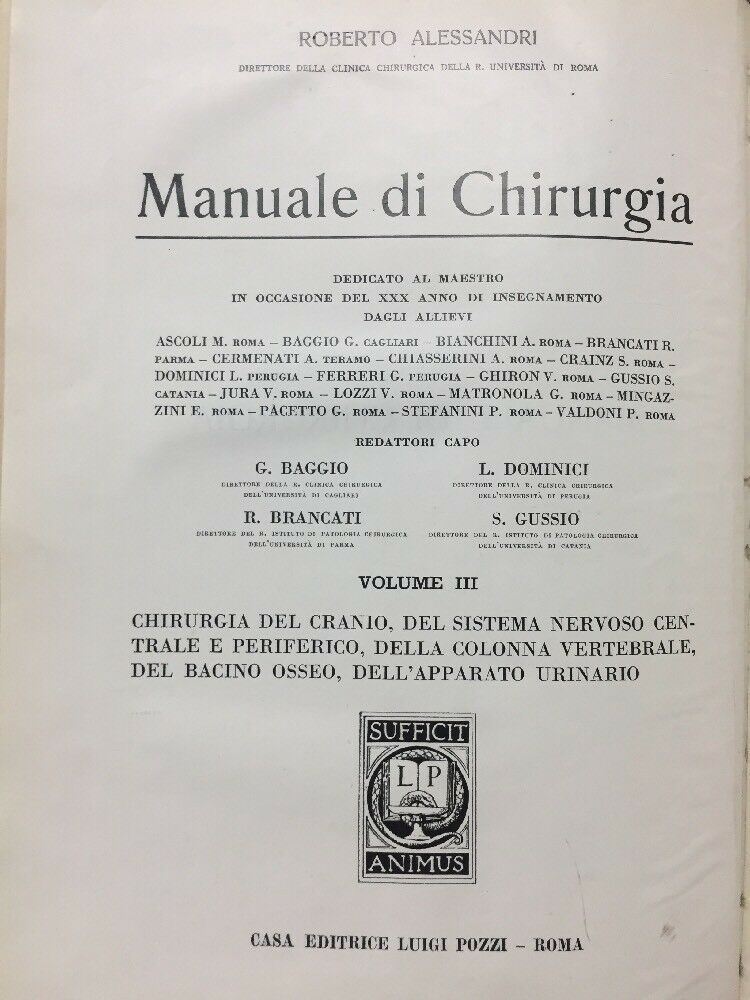 ROBERTO ALESSANDRI
DIRETTORE DELLA CLINICA CHIRURGICA DELLA R. UNIVERSITÀ DI ROMA
Manuale di Chirurgia
DEDICATO AL MAESTRO
IN OCCASIONE DEL XXX ANNO DI INSEGNAMENTO
DAGLI ALLIEVI
ASCOLI M. ROMA – BAGGIO G. CAGLIARI – BIANCHINI A. ROMA – BRANCATI R.
PARMA – CERMENATI A. TERAMO – CHIASSERINI A. ROMA – CRAINZ S. ROMA –
DOMINICI L. PERUGIA – FERRERI G. PERUGIA – GHIRON V. ROMA – GUSSIO S.
CATANIA – JURA V. ROMA – LOZZI V. ROMA – MATRONOLA G. ROMA – MINGAZ-
ZINI E. ROMA – PACETTO G. ROMA – STEFANINI P. ROMA – VALDONI P. ROMA
REDATTORI CAPO
G. BAGGIO
DIRETTORE DELLA R. CLINICA CHIRURGICA
DELL'UNIVERSITÀ DI CAGLIARI
L. DOMINICI
DIRETTORE DELLA R. CLINICA CHIRURGICA
DELL'UNIVERSITÀ DI PERUGIA
R. BRANCATI
DIRETTORE DEL R. ISTITUTO DI PATOLOGIA CHIRURGICA
DELL'UNIVERSITÀ DI PARMA
S. GUSSIO
DIRETTORE DEL R. ISTITUTO DI PATOLOGIA CHIRURGICA
DELL'UNIVERSITÀ DI CATANIA
VOLUME III
CHIRURGIA DEL CRANIO, DEL SISTEMA NERVOSO CEN-
TRALE E PERIFERICO, DELLA COLONNA VERTEBRALE,
DEL BACINO OSSEO, DELL'APPARATO URINARIO
SUFFICIT
L P
ANIMUS
CASA EDITRICE LUIGI POZZI – ROMA